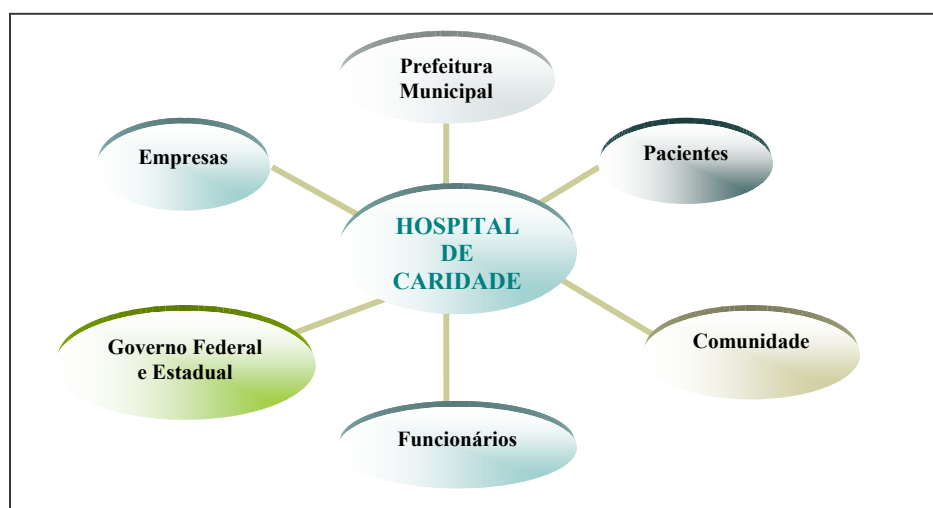 Prefeitura
Municipal
Empresas
Pacientes
HOSPITAL
DE
CARIDADE
Governo Federal
e Estadual
Comunidade
Funcionários